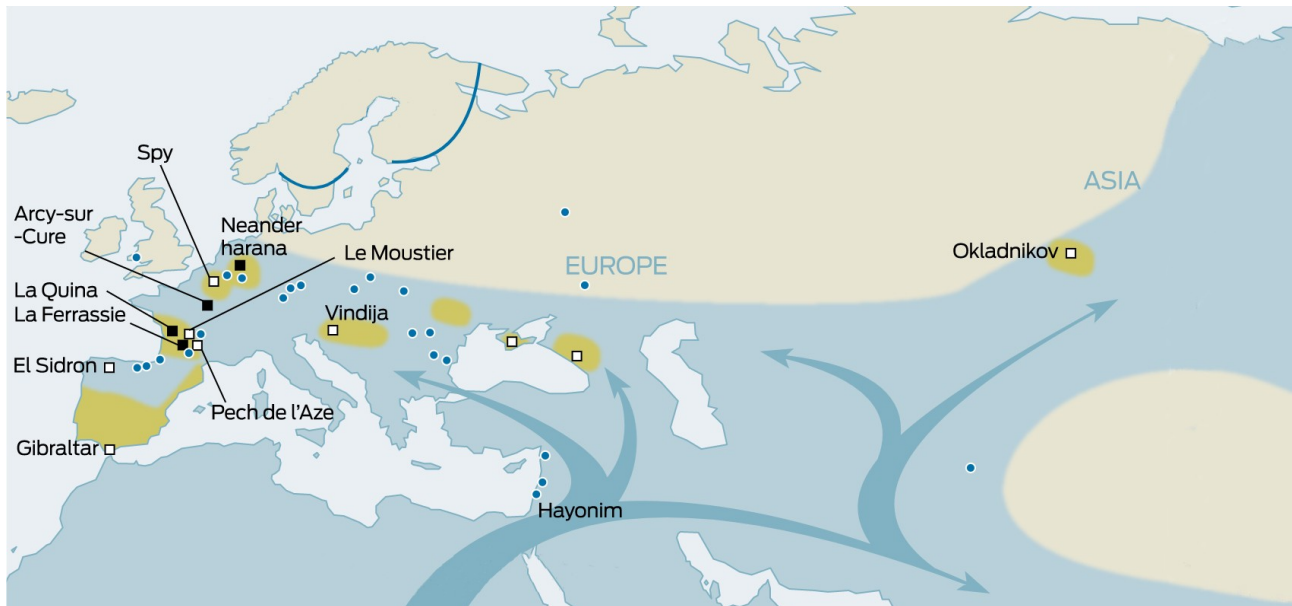 Spy
Arcy-sur
-Cure
Neander
harana
Le Moustier
ASIA
Okladnikov
EUROPE
La Quina
La Ferrassie
Vindija
El Sidron
Pech de l'Aze
Gibraltar
Hayonim